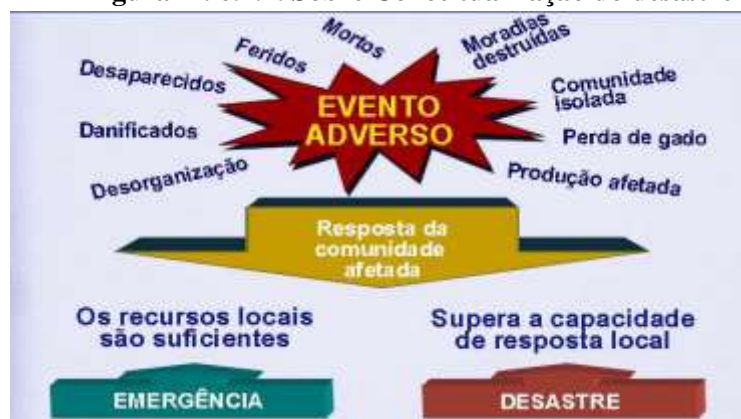 Mortos
Feridos
Desaparecidos
Danificados
Desorganização
Moradias
destruídas
Comunidade
isolada
Perda de gado
Produção afetada
EVENTO
ADVERSO
Resposta da
comunidade
afetada
Os recursos locais
são suficientes
Supera a capacidade
de resposta local
EMERGÊNCIA
DESASTRE